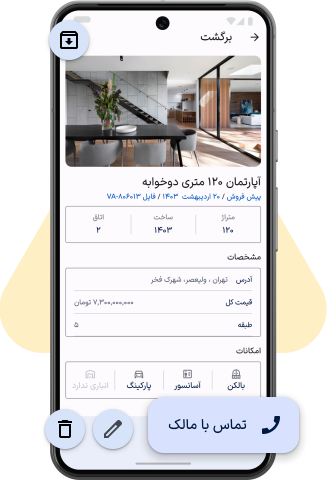 برگشت
آپارتمان ۱۲۰ متری دوخوابه
پیش فروش / ۲۰ اردیبهشت ۱۴۰۳ / فایل VA-۸۰۶۰۱۳
متراژ ساخت اتاق
۱۲۰ ۱۴۰۳ ۲
مشخصات
آدرس تهران ، ولیعصر، شهرک فخر
قیمت کل ۷,۳۰۰,۰۰۰,۰۰۰ تومان
طبقه ۵
امکانات
بالکن آسانسور پارکینگ انباری ندارد
تماس با مالک